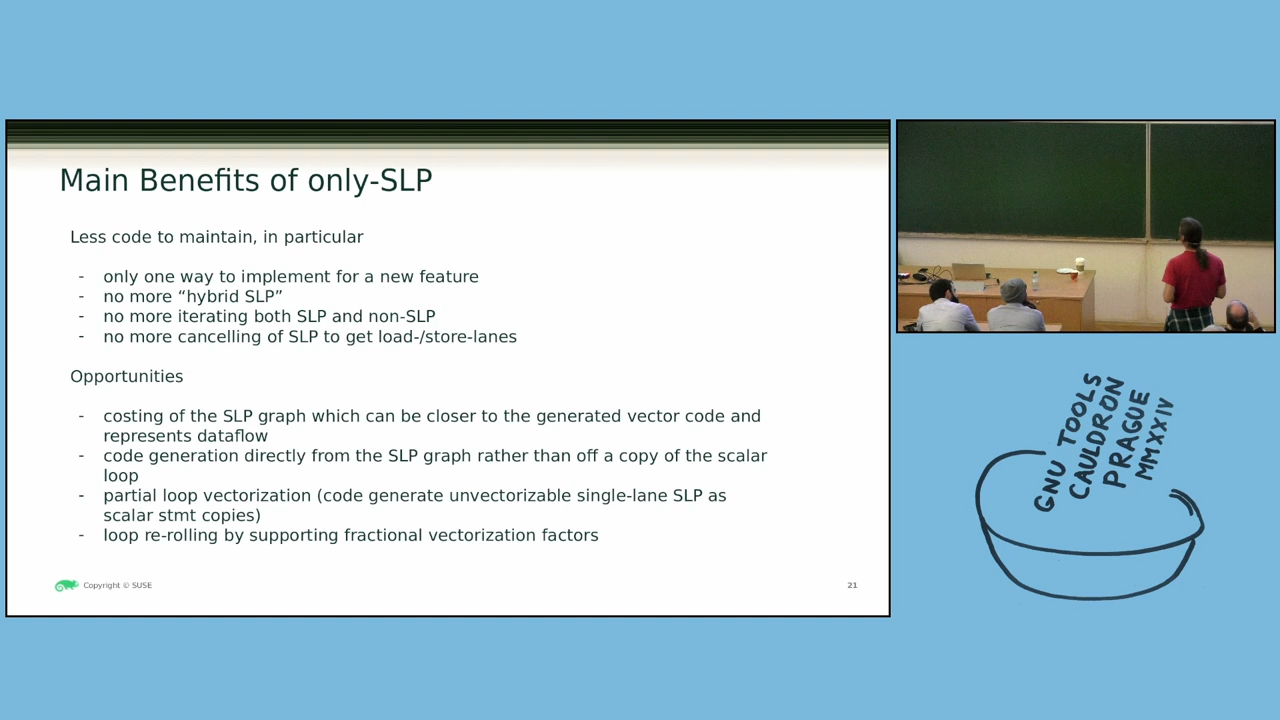 Main Benefits of only-SLP
Less code to maintain, in particular
- only one way to implement for a new feature
- no more “hybrid SLP”
- no more iterating both SLP and non-SLP
- no more cancelling of SLP to get load-/store-lanes
Opportunities
- costing of the SLP graph which can be closer to the generated vector code and
represents dataflow
- code generation directly from the SLP graph rather than off a copy of the scalar
loop
- partial loop vectorization (code generate unvectorizable single-lane SLP as
scalar stmt copies)
- loop re-rolling by supporting fractional vectorization factors
Copyright © SUSE
21
GNU TOOLS
CAULDRON
PRAGUE
MMXXIV